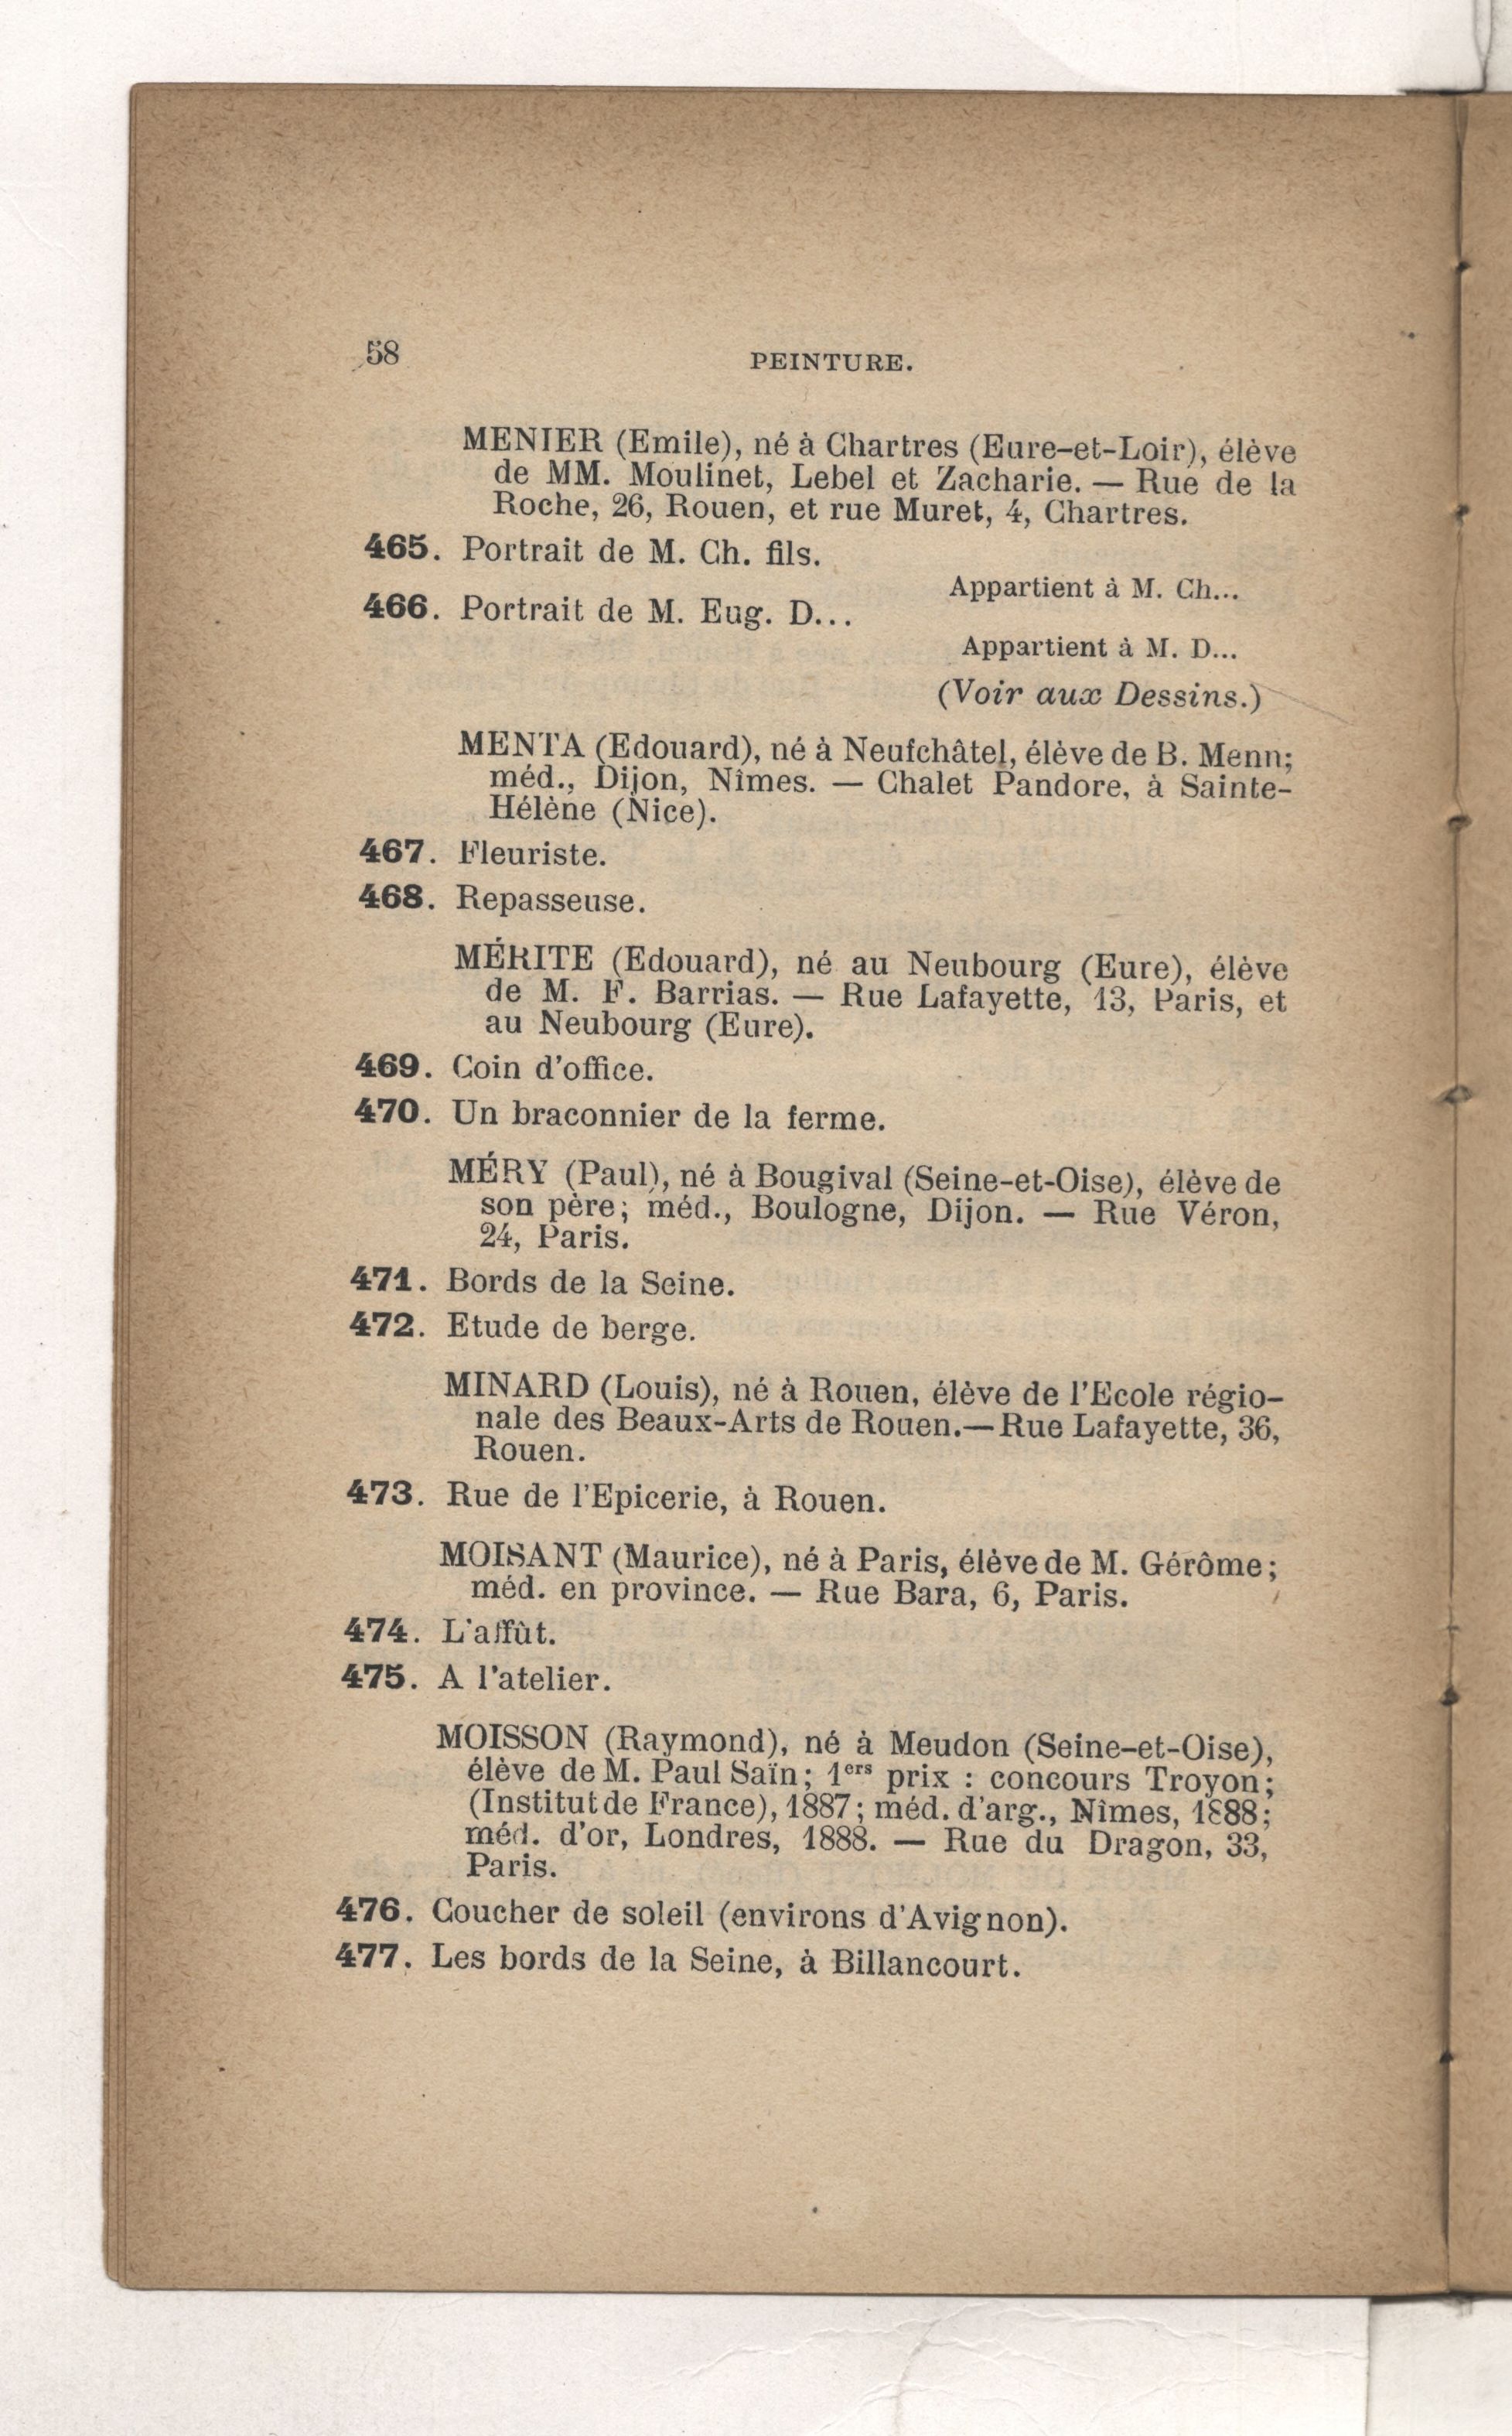 58
PEINTURE.
MENIER (Emile), né à Chartres (Eure-et-Loir), élève
de MM. Moulinet, Lebel et Zacharie. — Rue de la
Roche, 26, Rouen, et rue Muret, 4, Chartres.
465. Portrait de M. Ch. fils.
Appartient à M. Ch...
466. Portrait de M. Eug. D...
Appartient à M. D...
(Voir aux Dessins.)
MENTA (Edouard), né à Neufchâtel, élève de B. Menn;
méd., Dijon, Nîmes. — Chalet Pandore, à Sainte-
Hélène (Nice).
467. Fleuriste.
468. Repasseuse.
MÉRITE (Edouard), né au Neubourg (Eure), élève
de M. F. Barrias. — Rue Lafayette, 13, Paris, et
au Neubourg (Eure).
469. Coin d'office.
470. Un braconnier de la ferme.
MÉRY (Paul), né à Bougival (Seine-et-Oise), élève de
son père; méd., Boulogne, Dijon. — Rue Véron,
24, Paris.
471. Bords de la Seine.
472. Etude de berge.
MINARD (Louis), né à Rouen, élève de l'Ecole régio-
nale des Beaux-Arts de Rouen.—Rue Lafayette, 36,
Rouen.
473. Rue de l'Epicerie, à Rouen.
MOISANT (Maurice), né à Paris, élève de M. Gérôme;
méd. en province. — Rue Bara, 6, Paris.
474. L'affût.
475. A l'atelier.
MOISSON (Raymond), né à Meudon (Seine-et-Oise),
élève de M. Paul Saïn; 1ers prix : concours Troyon;
(Institut de France), 1887; méd. d'arg., Nîmes, 1888;
méd. d'or, Londres, 1888. — Rue du Dragon, 33,
Paris.
476. Coucher de soleil (environs d'Avignon).
477. Les bords de la Seine, à Billancourt.